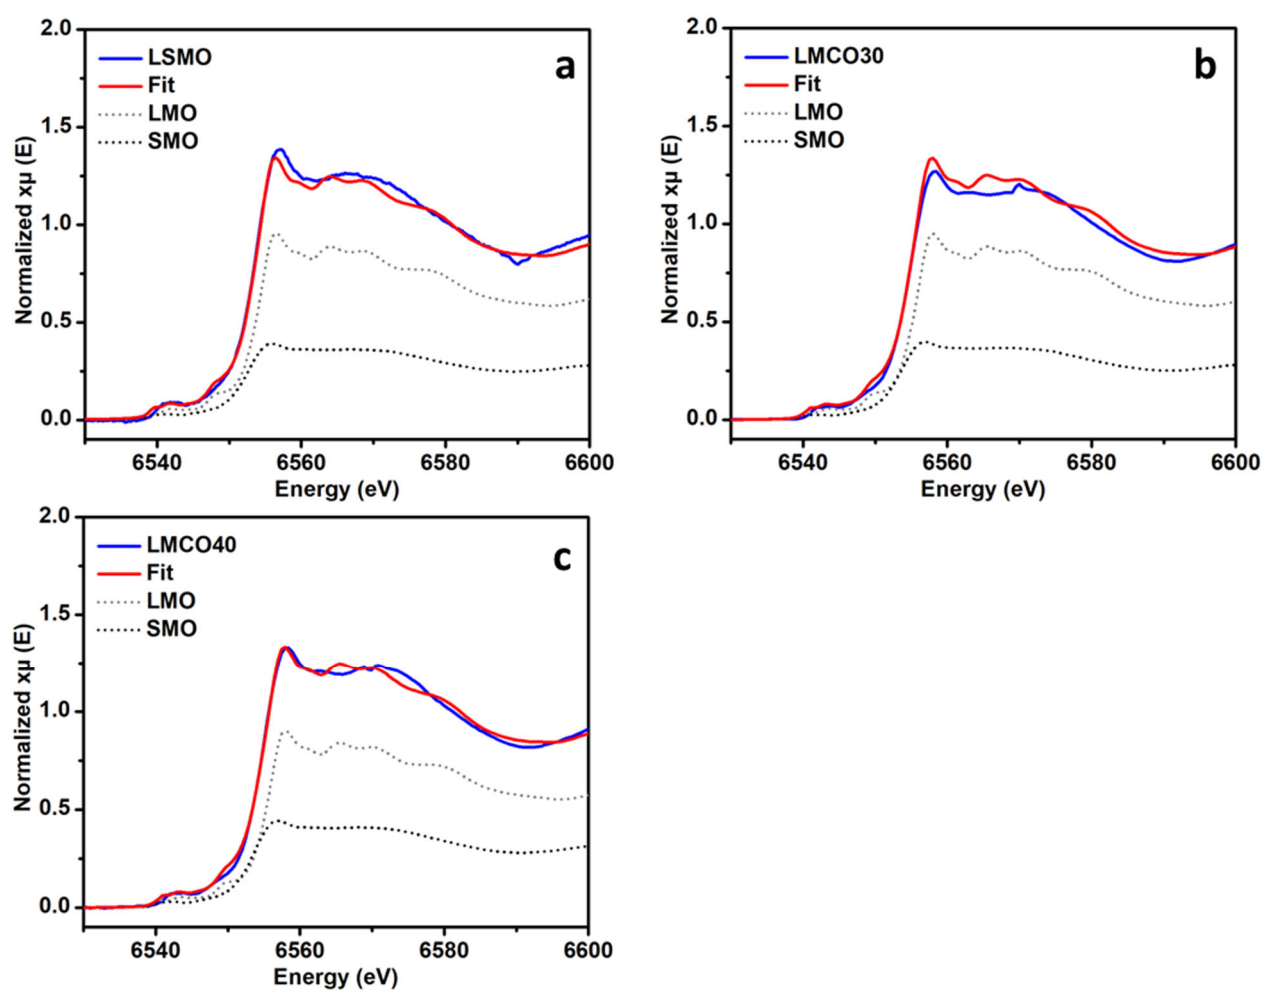 2.0
1.5
1.0
0.5
0.0
Normalized xμ (E)
LSMO
Fit
LMO
SMO
a
6540
6560
6580
6600
Energy (eV)
2.0
1.5
1.0
0.5
0.0
Normalized xμ (E)
LMCO30
Fit
LMO
SMO
b
6540
6560
6580
6600
Energy (eV)
2.0
1.5
1.0
0.5
0.0
Normalized xμ (E)
LMCO40
Fit
LMO
SMO
c
6540
6560
6580
6600
Energy (eV)